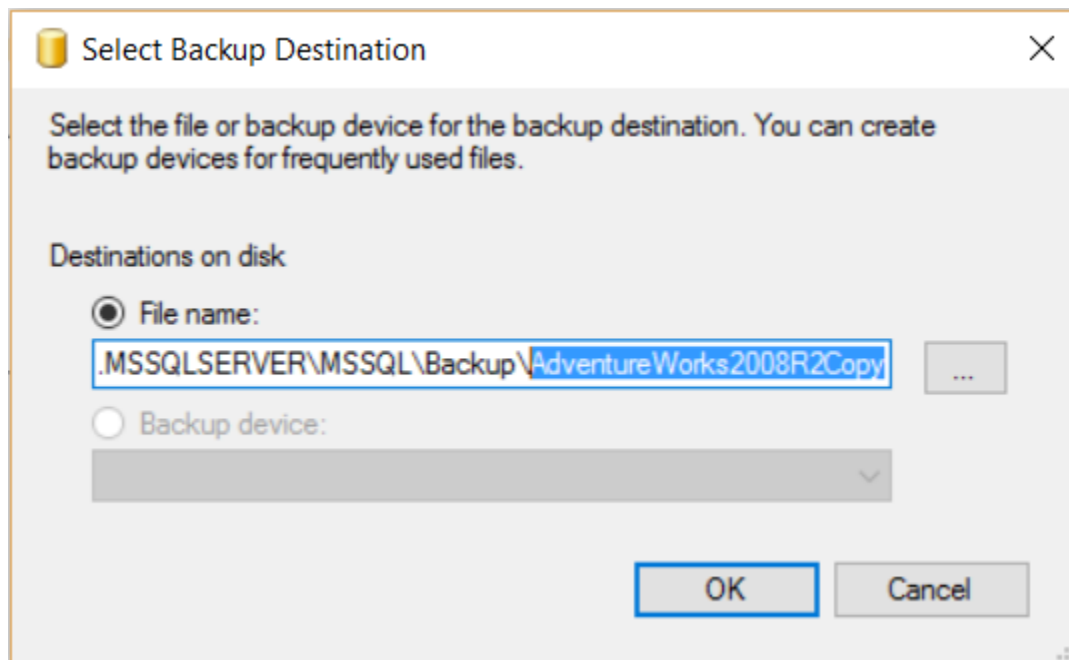 Select Backup Destination
Select the file or backup device for the backup destination. You can create
backup devices for frequently used files.
Destinations on disk
File name:
.MSSQLSERVER\MSSQL\Backup\AdventureWorks2008R2Copy
...
Backup device:
OK
Cancel